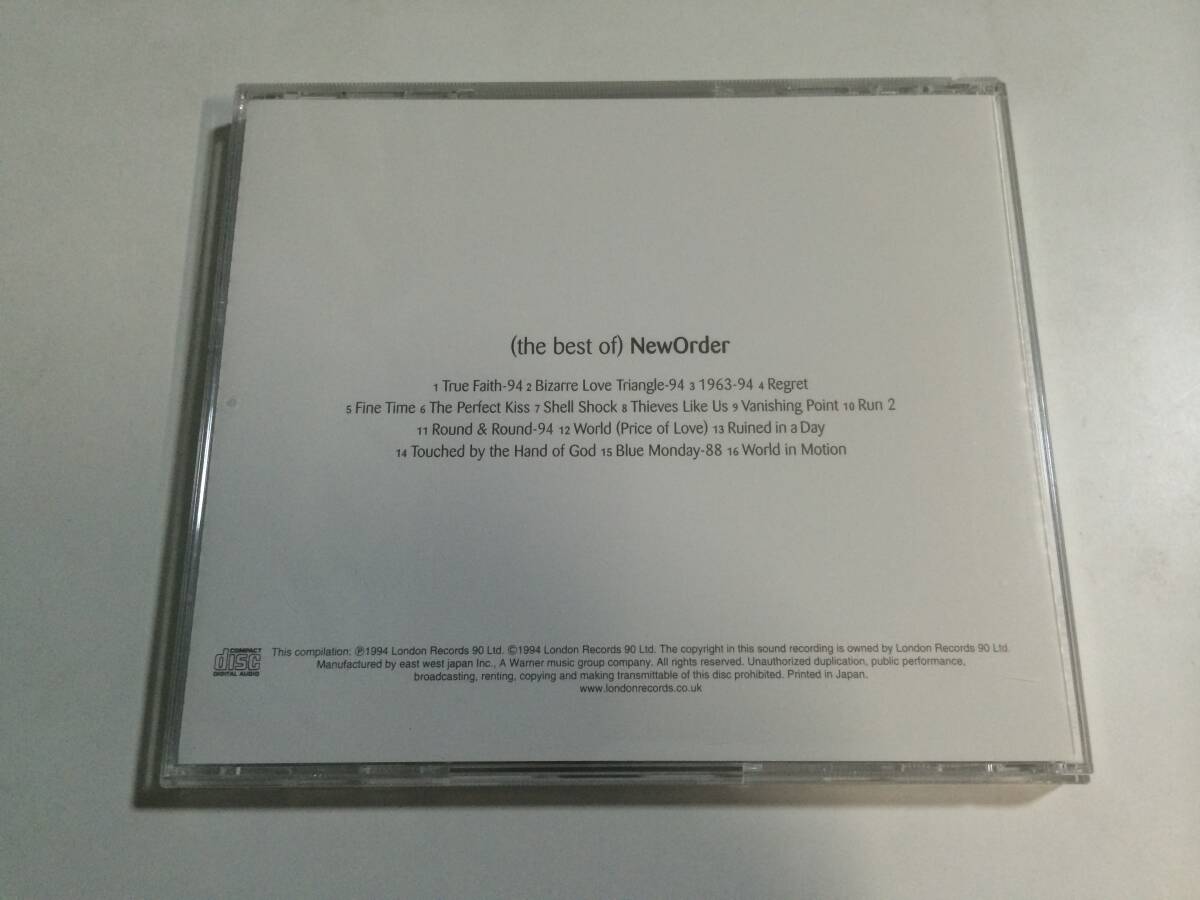 (the best of) NewOrder
1 True Faith-94 2 Bizarre Love Triangle-94 3 1963-94 4 Regret
5 Fine Time 6 The Perfect Kiss 7 Shell Shock 8 Thieves Like Us 9 Vanishing Point 10 Run 2
11 Round & Round-94 12 World (Price of Love) 13 Ruined in a Day
14 Touched by the Hand of God 15 Blue Monday-88 16 World in Motion
COMPACT
disc
DIGITAL AUDIO
This compilation: ℗1994 London Records 90 Ltd. ©1994 London Records 90 Ltd. The copyright in this sound recording is owned by London Records 90 Ltd.
Manufactured by east west japan Inc., A Warner music group company. All rights reserved. Unauthorized duplication, public performance,
broadcasting, renting, copying and making transmittable of this disc prohibited. Printed in Japan.
www.londonrecords.co.uk